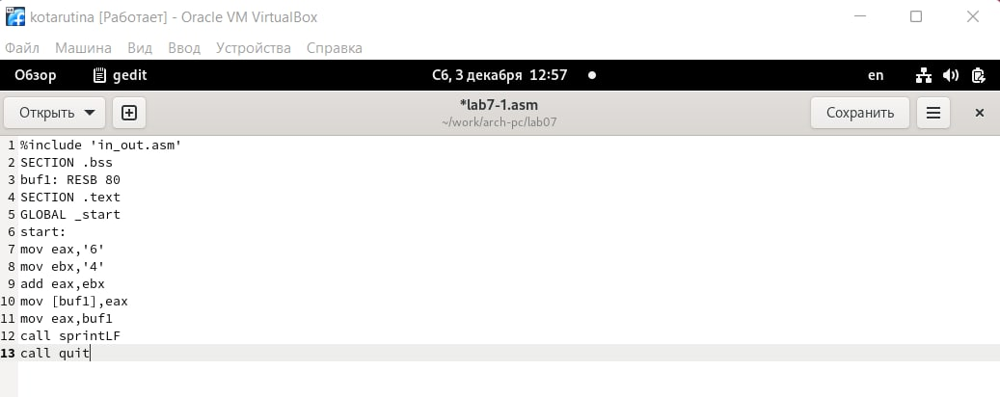 kotarutina [Работает] - Oracle VM VirtualBox
Файл Машина Вид Ввод Устройства Справка
Обзор gedit Сб, 3 декабря 12:57 en
Открыть *lab7-1.asm Сохранить
~/work/arch-pc/lab07
1 %include 'in_out.asm'
2 SECTION .bss
3 buf1: RESB 80
4 SECTION .text
5 GLOBAL _start
6 start:
7 mov eax,'6'
8 mov ebx,'4'
9 add eax,ebx
10 mov [buf1],eax
11 mov eax,buf1
12 call sprintLF
13 call quit